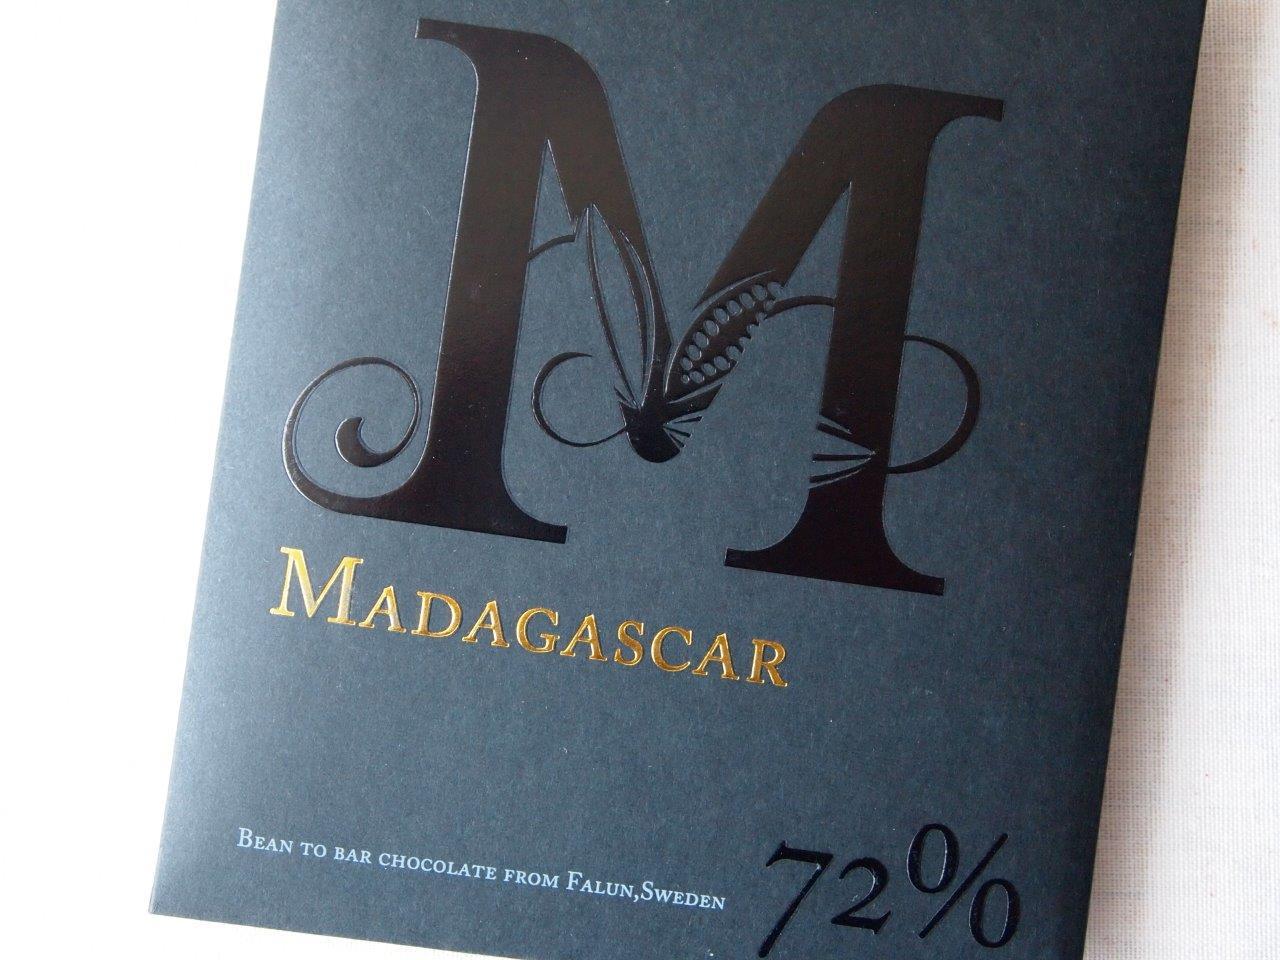 M
MADAGASCAR
BEAN TO BAR CHOCOLATE FROM FALUN,SWEDEN
72%